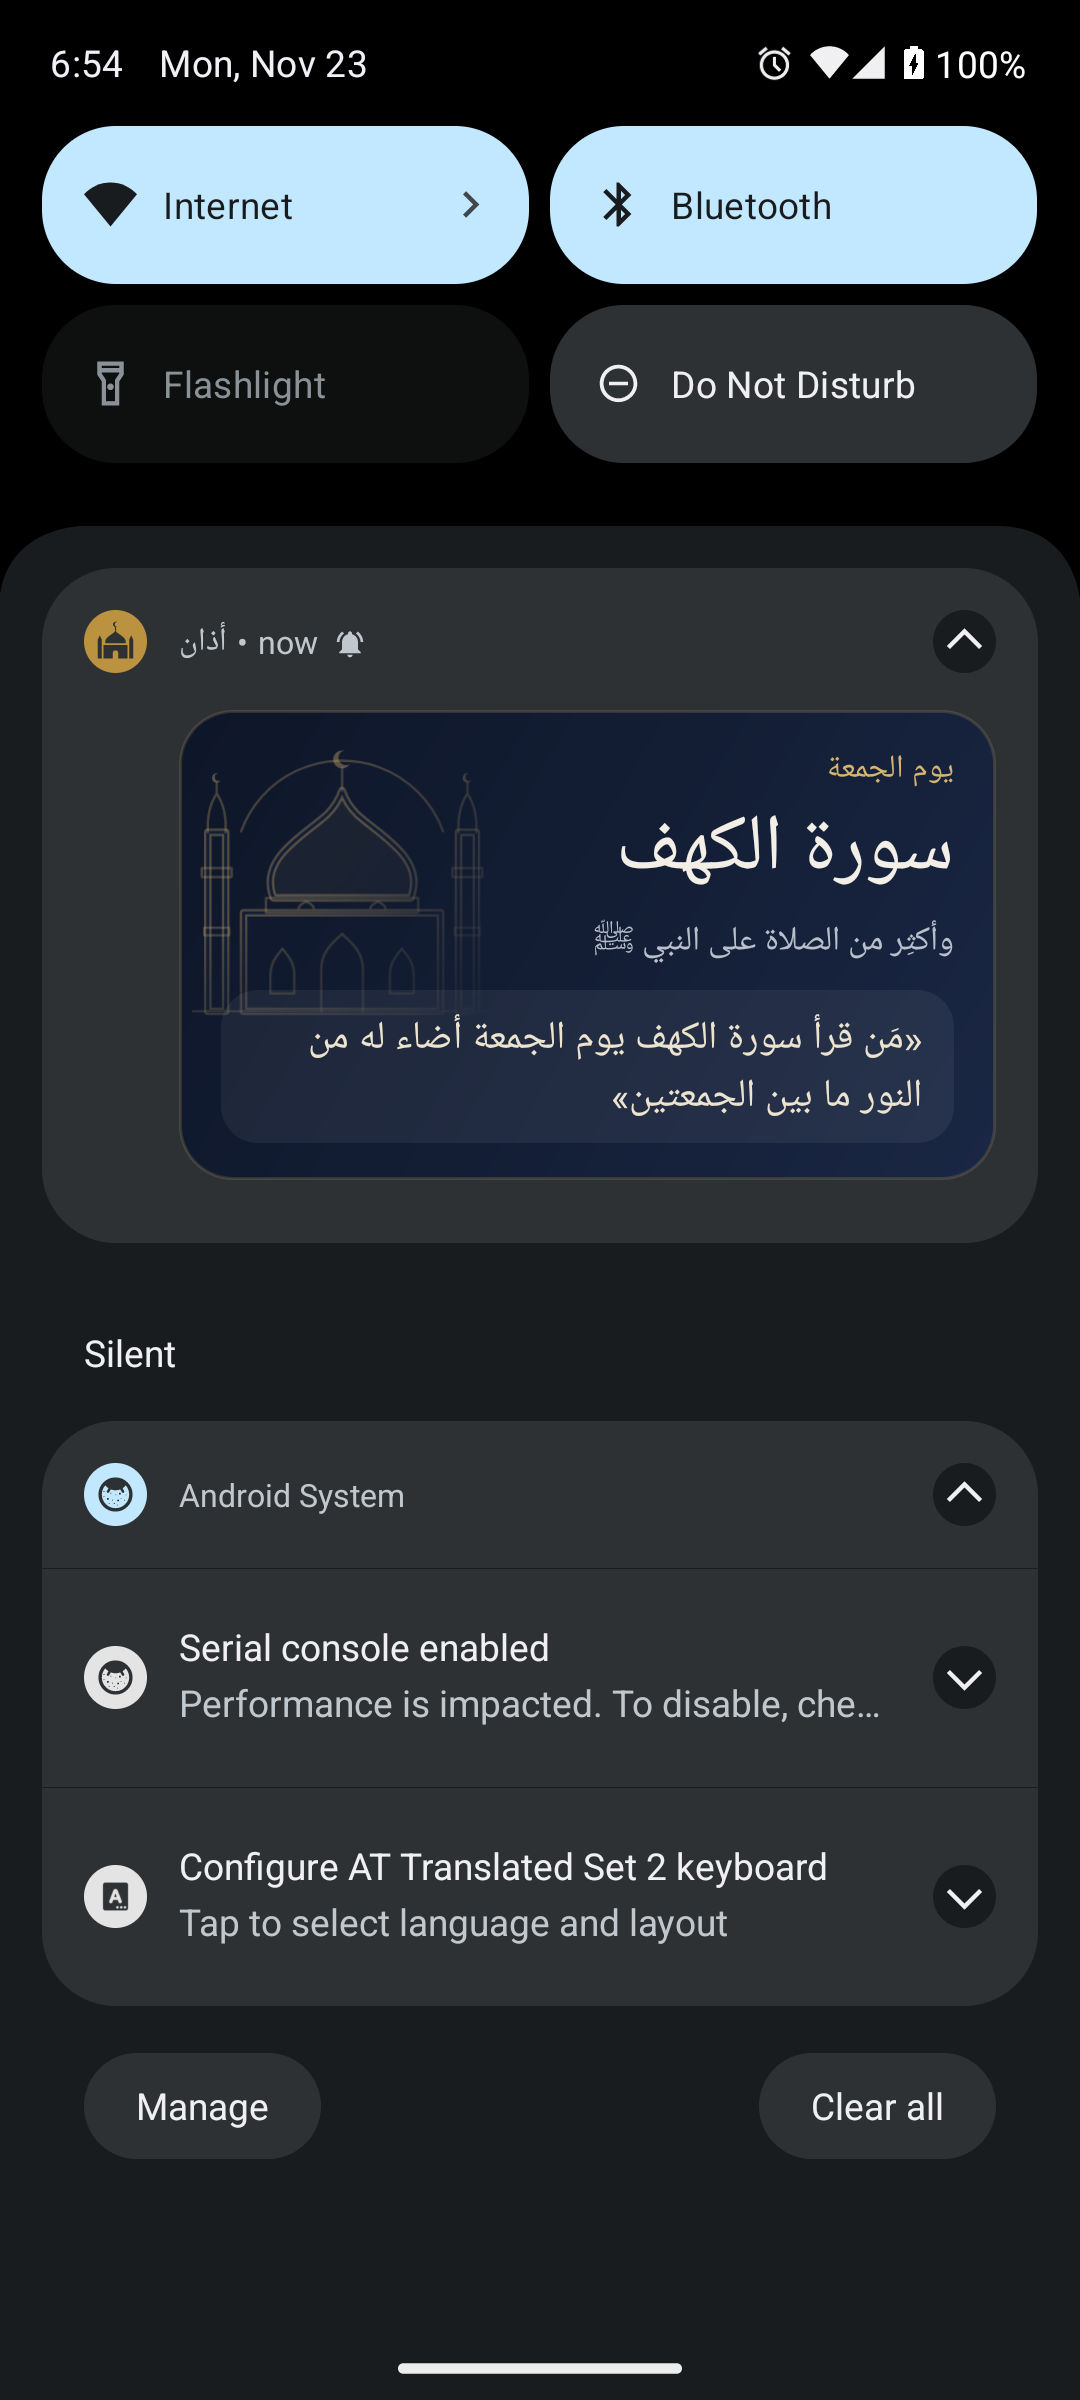 6:54 Mon, Nov 23 100%
Internet
Bluetooth
Flashlight
Do Not Disturb
أذان • now
يوم الجمعة
سورة الكهف
وأكثِر من الصلاة على النبي ﷺ
«مَن قرأ سورة الكهف يوم الجمعة أضاء له من
النور ما بين الجمعتين»
Silent
Android System
Serial console enabled
Performance is impacted. To disable, che…
Configure AT Translated Set 2 keyboard
Tap to select language and layout
Manage
Clear all